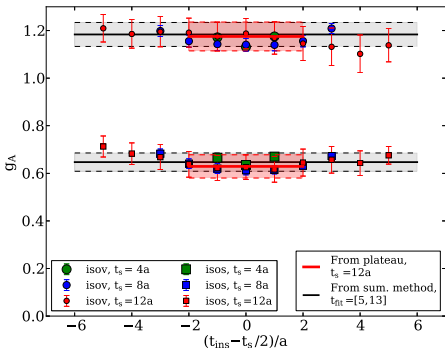 1.2
1.0
0.8
0.6
0.4
0.2
0.0
g_A
isov, t_s = 4a
isov, t_s = 8a
isov, t_s = 12a
isos, t_s = 4a
isos, t_s = 8a
isos, t_s = 12a
From plateau,
t_s = 12a
From sum. method,
t_fit = [5,13]
−6 −4 −2 0 2 4 6
(t_ins − t_s/2)/a